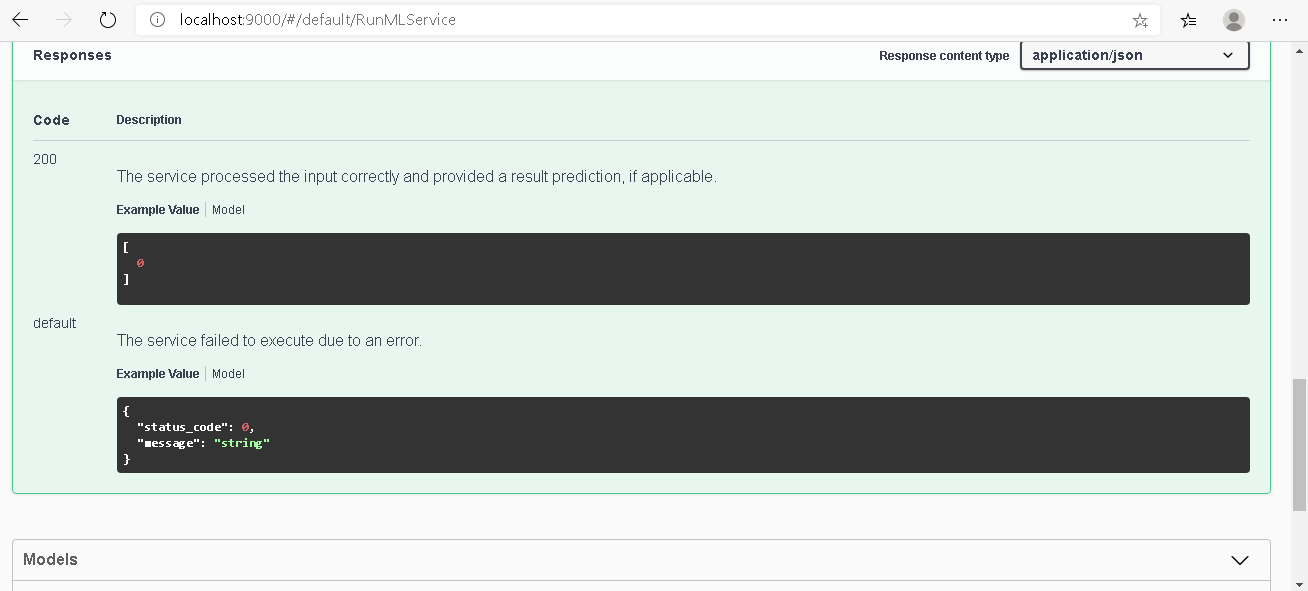 localhost:9000/#/default/RunMLService
Responses
Response content type
application/json
Code
Description
200
The service processed the input correctly and provided a result prediction, if applicable.
Example Value
Model
[
0
]
default
The service failed to execute due to an error.
Example Value
Model
{
"status_code": 0,
"message": "string"
}
Models